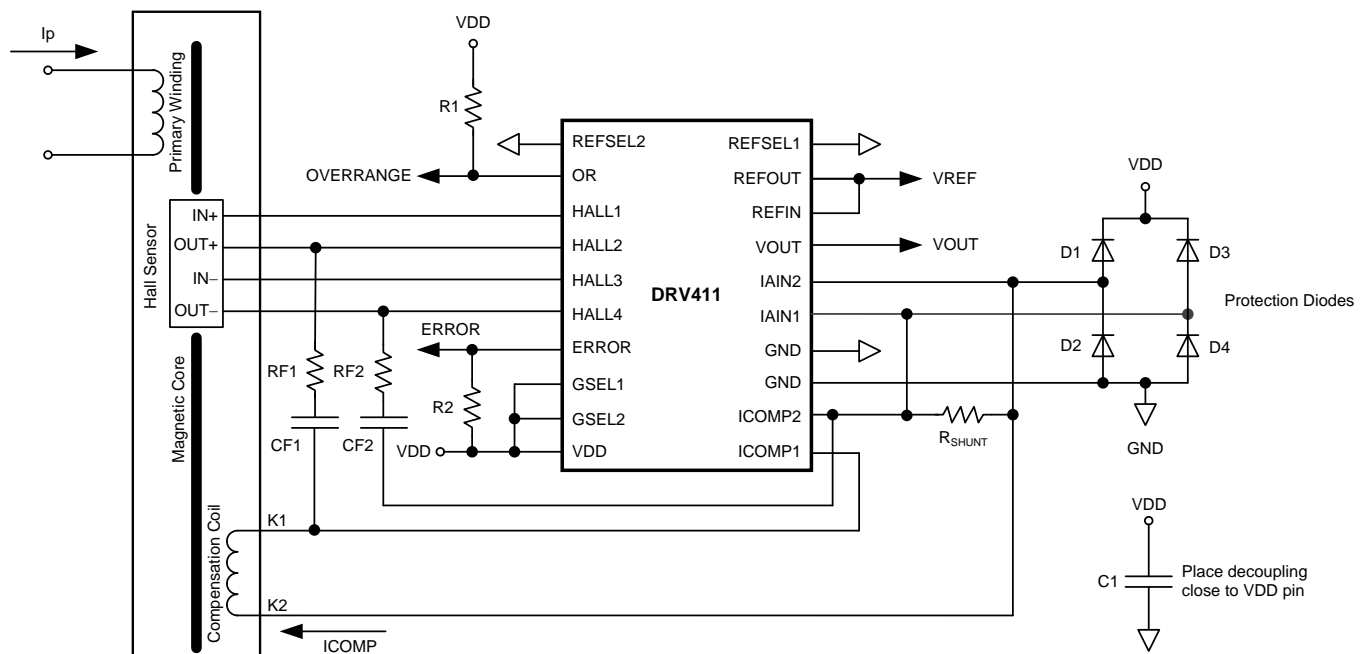 Ip
Primary Winding
Hall Sensor
IN+
OUT+
IN−
OUT−
Magnetic Core
Compensation Coil
K1
K2
ICOMP
RF1
RF2
CF1
CF2
VDD
R1
OVERRANGE
ERROR
R2
VDD
REFSEL2
OR
HALL1
HALL2
HALL3
HALL4
ERROR
GSEL1
GSEL2
VDD
DRV411
REFSEL1
REFOUT
REFIN
VOUT
IAIN2
IAIN1
GND
GND
ICOMP2
ICOMP1
VREF
VOUT
RSHUNT
VDD
D1
D3
D2
D4
Protection Diodes
GND
VDD
C1
Place decoupling
close to VDD pin